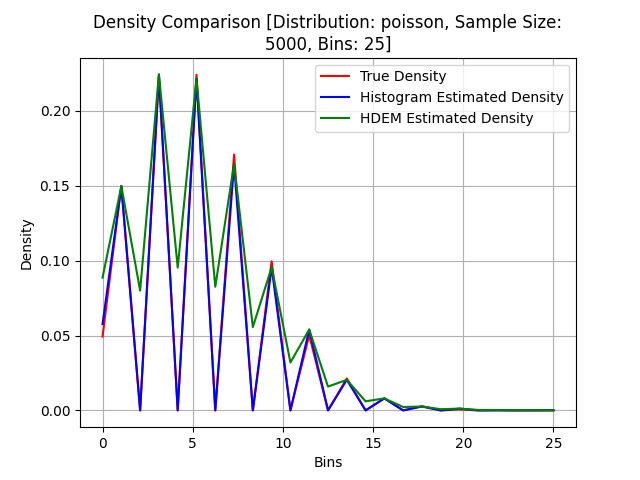 Density Comparison [Distribution: poisson, Sample Size:
5000, Bins: 25]
True Density
Histogram Estimated Density
HDEM Estimated Density
Density
0.20
0.15
0.10
0.05
0.00
0 5 10 15 20 25
Bins